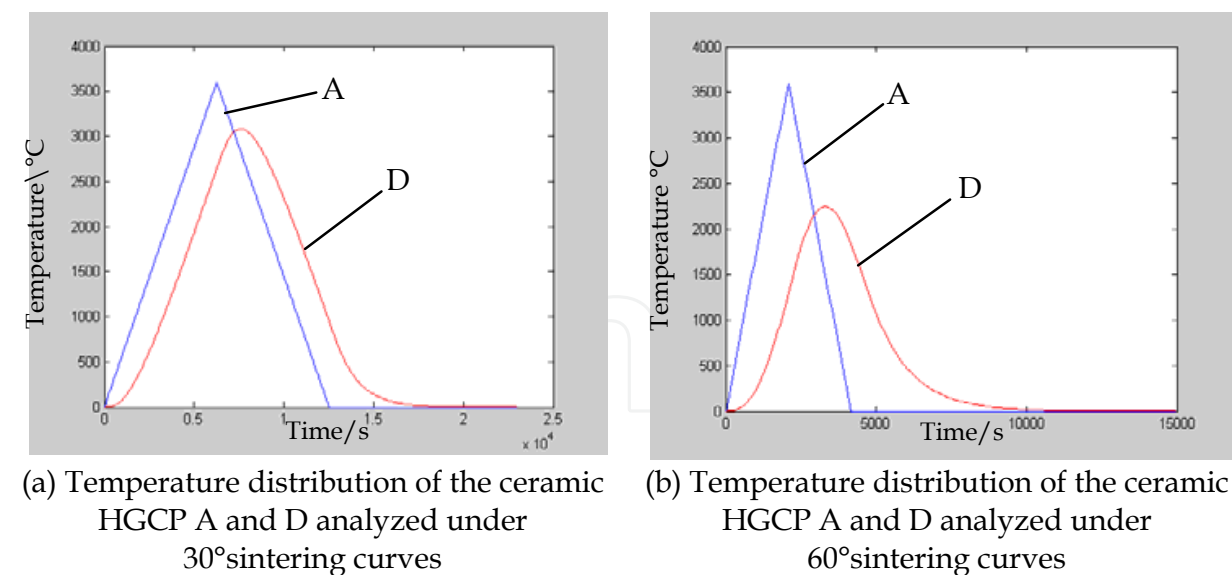 4000
3500
3000
2500
2000
1500
1000
500
0
Temperature\ °C
A
D
0 0.5 1 1.5 2 2.5
Time/s
x 10⁴
(a) Temperature distribution of the ceramic
HGCP A and D analyzed under
30°sintering curves
4000
3500
3000
2500
2000
1500
1000
500
0
Temperature °C
A
D
0 5000 10000 15000
Time/s
(b) Temperature distribution of the ceramic
HGCP A and D analyzed under
60°sintering curves